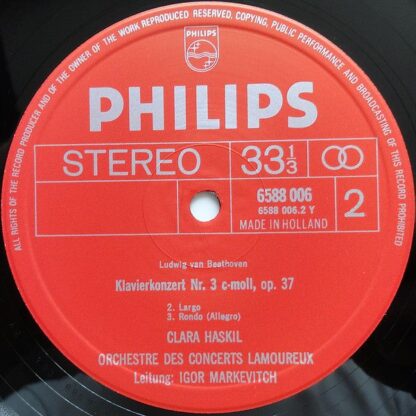 ALL RIGHTS OF THE RECORD PRODUCER AND OF THE OWNER OF THE WORK REPRODUCED RESERVED. COPYING, PUBLIC PERFORMANCE AND BROADCASTING OF THIS RECORD PROHIBITED
PHILIPS
PHILIPS
STEREO 33 1/3
6588 006
6588 006.2 Y
MADE IN HOLLAND
2
Ludwig van Beethoven
Klavierkonzert Nr. 3 c-moll, op. 37
2. Largo
3. Rondo (Allegro)
CLARA HASKIL
ORCHESTRE DES CONCERTS LAMOUREUX
Leitung: IGOR MARKEVITCH